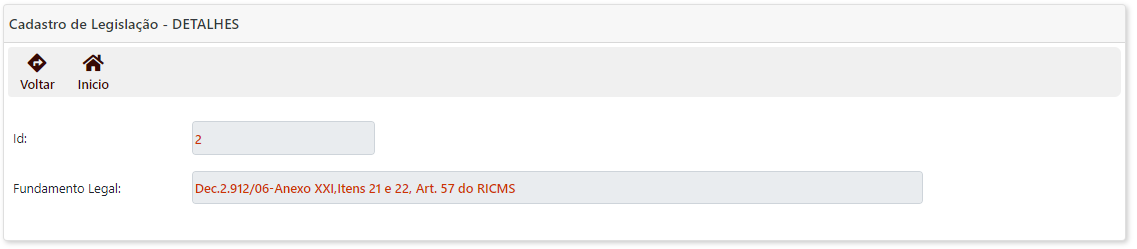 Cadastro de Legislação - DETALHES
Voltar Inicio
Id: 2
Fundamento Legal: Dec.2.912/06-Anexo XXI,Itens 21 e 22, Art. 57 do RICMS